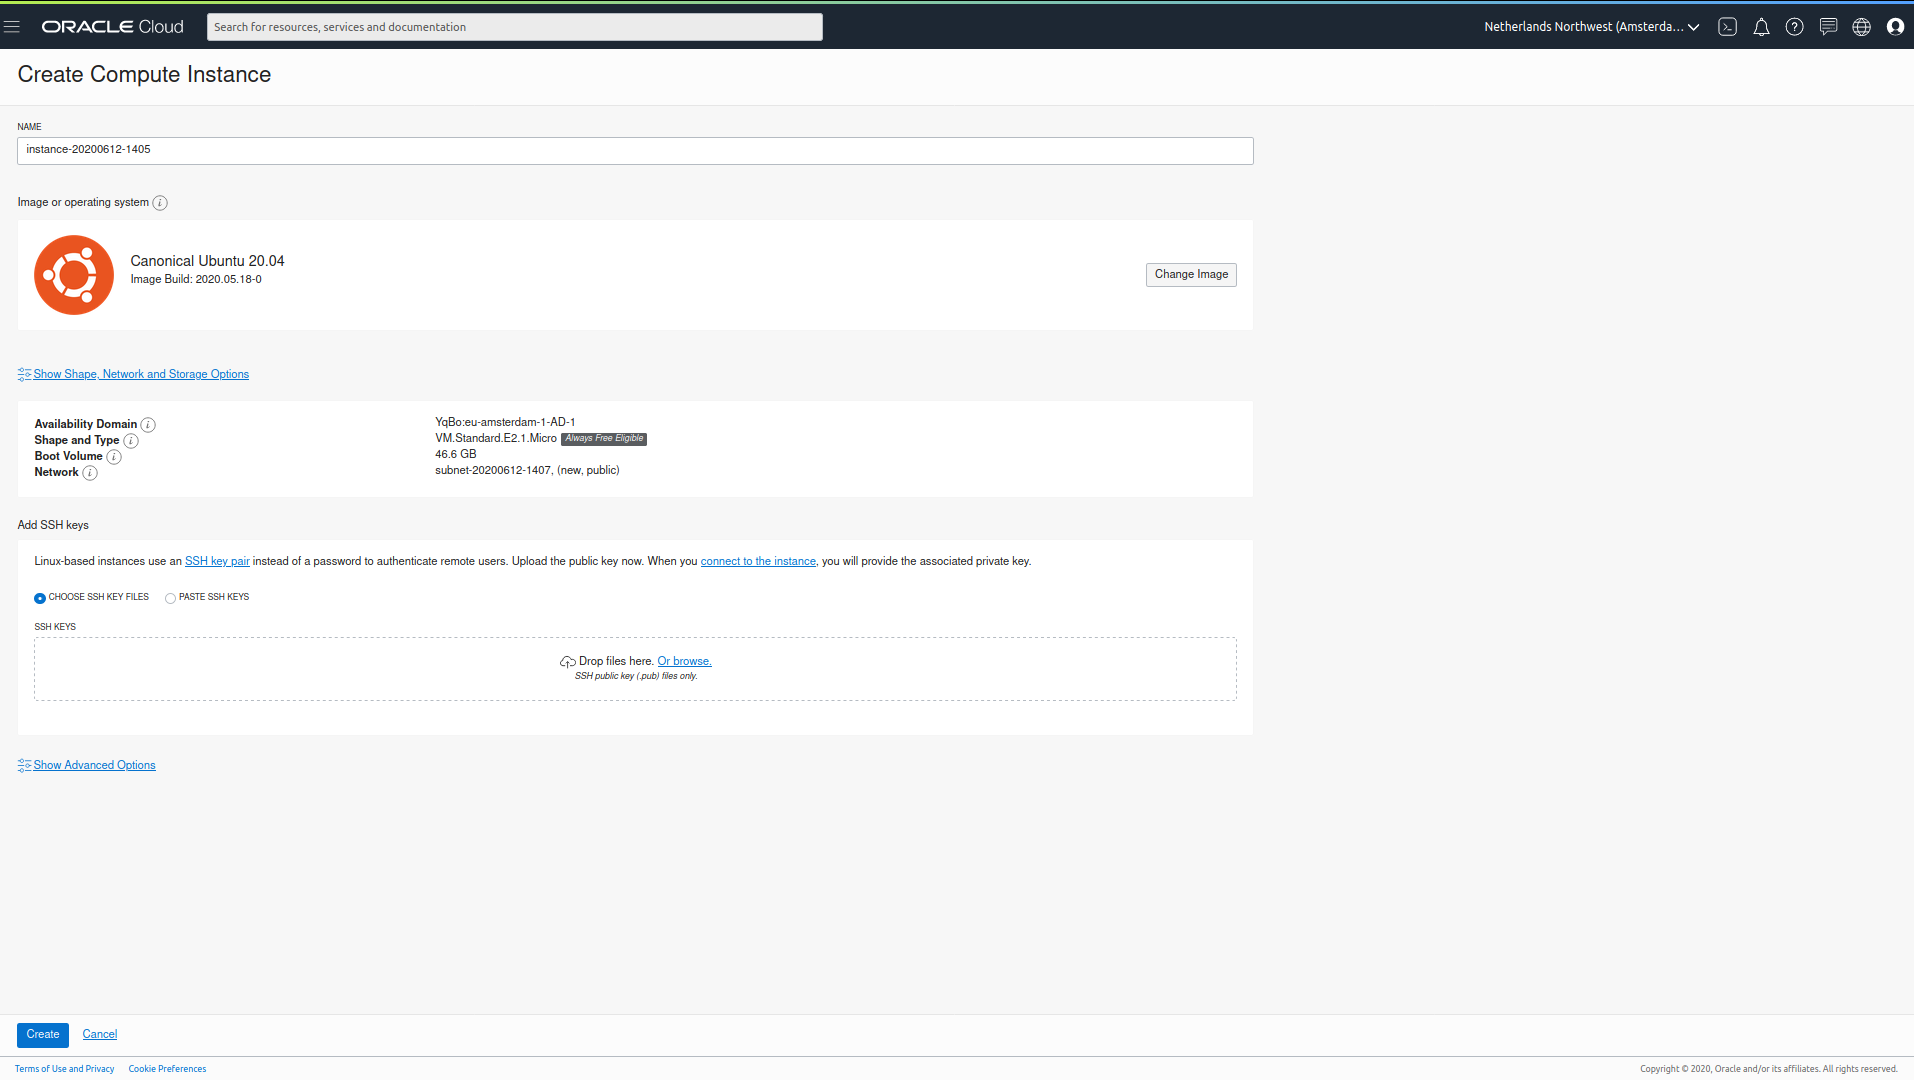 ORACLE Cloud
Search for resources, services and documentation
Netherlands Northwest (Amsterda...
Create Compute Instance
NAME
instance-20200612-1405
Image or operating system
Canonical Ubuntu 20.04
Image Build: 2020.05.18-0
Change Image
Show Shape, Network and Storage Options
Availability Domain YqBo:eu-amsterdam-1-AD-1
Shape and Type VM.Standard.E2.1.Micro Always Free Eligible
Boot Volume 46.6 GB
Network subnet-20200612-1407, (new, public)
Add SSH keys
Linux-based instances use an SSH key pair instead of a password to authenticate remote users. Upload the public key now. When you connect to the instance, you will provide the associated private key.
CHOOSE SSH KEY FILES PASTE SSH KEYS
SSH KEYS
Drop files here. Or browse.
SSH public key (.pub) files only.
Show Advanced Options
Create Cancel
Terms of Use and Privacy Cookie Preferences
Copyright © 2020, Oracle and/or its affiliates. All rights reserved.